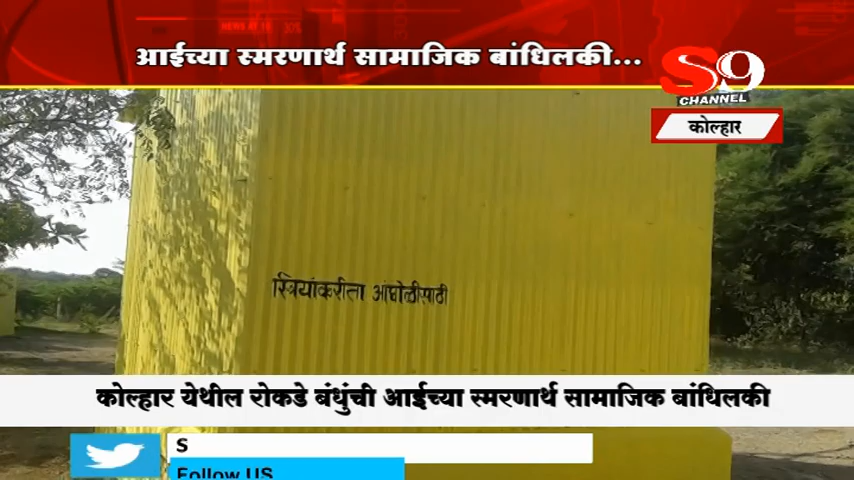 आईच्या स्मरणार्थ सामाजिक बांधिलकी...
S9
CHANNEL
कोल्हार
स्त्रियांकरीता आंघोळीसाठी
कोल्हार येथील रोकडे बंधुंची आईच्या स्मरणार्थ सामाजिक बांधिलकी
S
Follow US